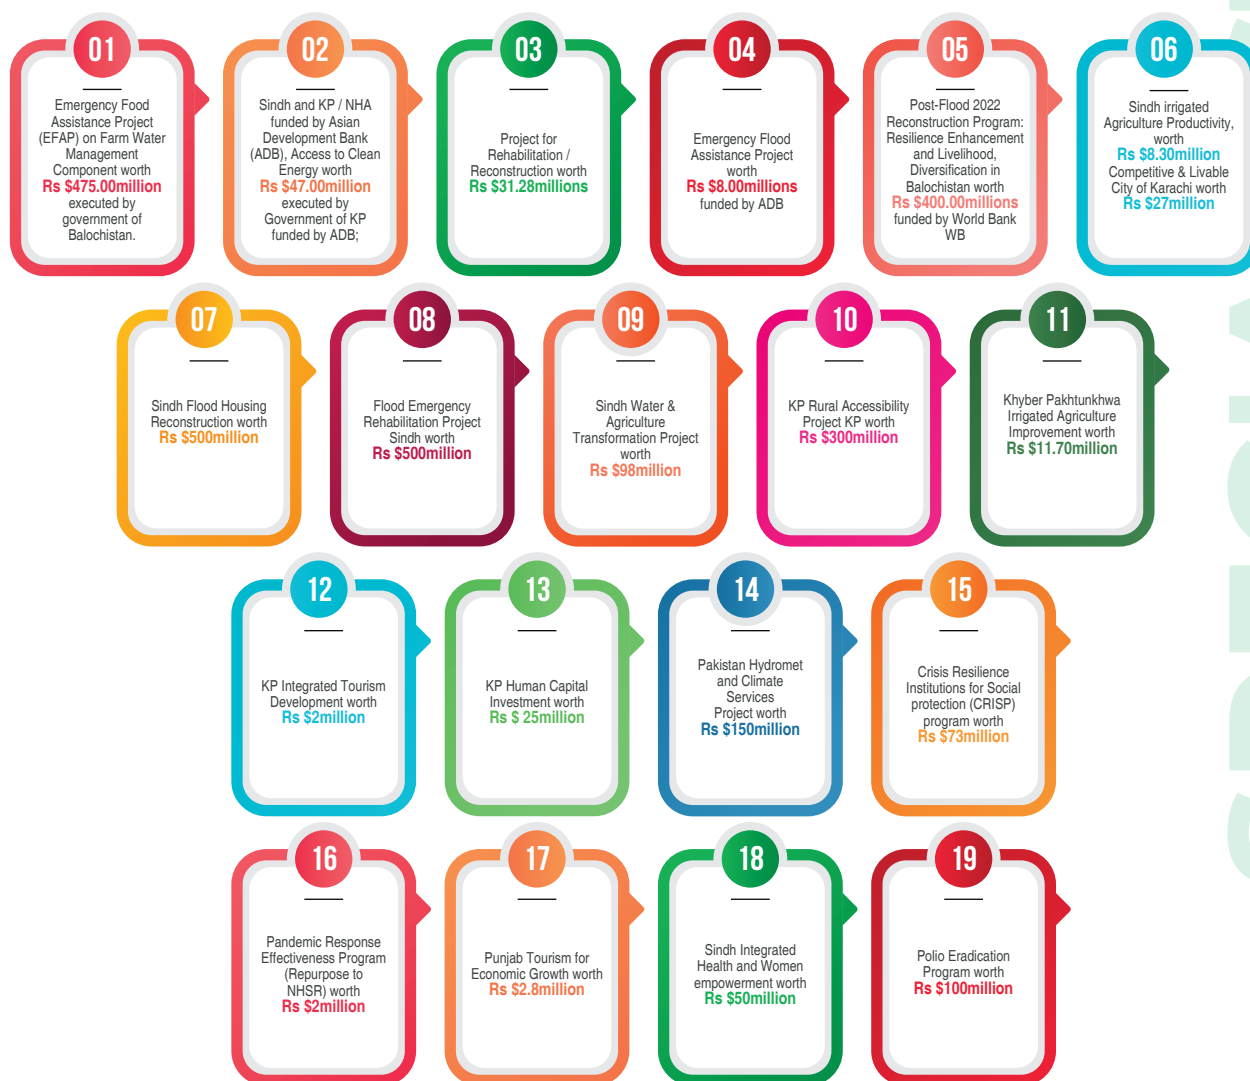 01
Emergency Food
Assistance Project
(EFAP) on Farm Water
Management
Component worth
Rs $475.00million
executed by
government of
Balochistan.
02
Sindh and KP / NHA
funded by Asian
Development Bank
(ADB), Access to Clean
Energy worth
Rs $47.00million
executed by
Government of KP
funded by ADB;
03
Project for
Rehabilitation /
Reconstruction worth
Rs $31.28millions
04
Emergency Flood
Assistance Project
worth
Rs $8.00millions
funded by ADB
05
Post-Flood 2022
Reconstruction Program:
Resilience Enhancement
and Livelihood,
Diversification in
Balochistan worth
Rs $400.00millions
funded by World Bank
WB
06
Sindh irrigated
Agriculture Productivity,
worth
Rs $8.30million
Competitive & Livable
City of Karachi worth
Rs $27million
07
Sindh Flood Housing
Reconstruction worth
Rs $500million
08
Flood Emergency
Rehabilitation Project
Sindh worth
Rs $500million
09
Sindh Water &
Agriculture
Transformation Project
worth
Rs $98million
10
KP Rural Accessibility
Project KP worth
Rs $300million
11
Khyber Pakhtunkhwa
Irrigated Agriculture
Improvement worth
Rs $11.70million
12
KP Integrated Tourism
Development worth
Rs $2million
13
KP Human Capital
Investment worth
Rs $ 25million
14
Pakistan Hydromet
and Climate
Services
Project worth
Rs $150million
15
Crisis Resilience
Institutions for Social
protection (CRISP)
program worth
Rs $73million
16
Pandemic Response
Effectiveness Program
(Repurpose to
NHSR) worth
Rs $2million
17
Punjab Tourism for
Economic Growth worth
Rs $2.8million
18
Sindh Integrated
Health and Women
empowerment worth
Rs $50million
19
Polio Eradication
Program worth
Rs $100million